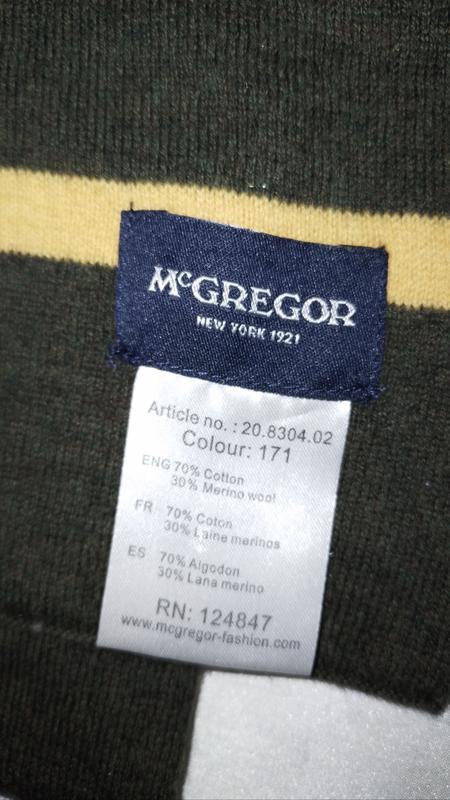 McGREGOR
NEW YORK 1921
Article no. : 20.8304.02
Colour: 171
ENG 70% Cotton
30% Merino wool
FR 70% Coton
30% Laine merinos
ES 70% Algodon
30% Lana merino
RN: 124847
www.mcgregor-fashion.com